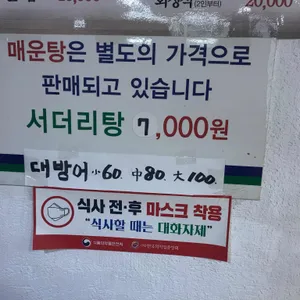 20,000
매운탕은 별도의 가격으로
판매되고 있습니다
서더리탕 7,000원
대방어 小60. 中80. 大100.
식사 전·후 마스크 착용
"식사할 때는 대화자제"